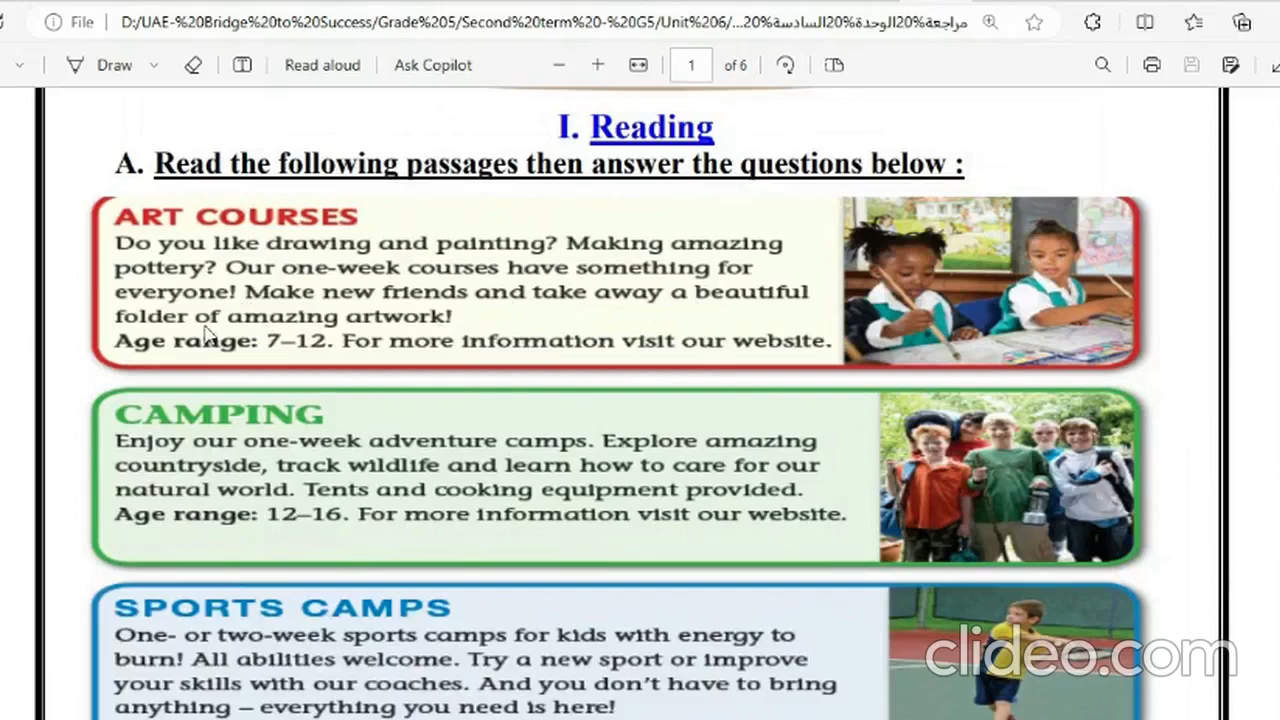 File D:/UAE-%20Bridge%20to%20Success/Grade%205/Second%20term%20-%20G5/Unit%206/...مراجعة%20الوحدة%20السادسة%20
Draw Read aloud Ask Copilot 1 of 6
I. Reading
A. Read the following passages then answer the questions below :
ART COURSES
Do you like drawing and painting? Making amazing
pottery? Our one-week courses have something for
everyone! Make new friends and take away a beautiful
folder of amazing artwork!
Age range: 7–12. For more information visit our website.
CAMPING
Enjoy our one-week adventure camps. Explore amazing
countryside, track wildlife and learn how to care for our
natural world. Tents and cooking equipment provided.
Age range: 12–16. For more information visit our website.
SPORTS CAMPS
One- or two-week sports camps for kids with energy to
burn! All abilities welcome. Try a new sport or improve
your skills with our coaches. And you don't have to bring
anything – everything you need is here!
clideo.com